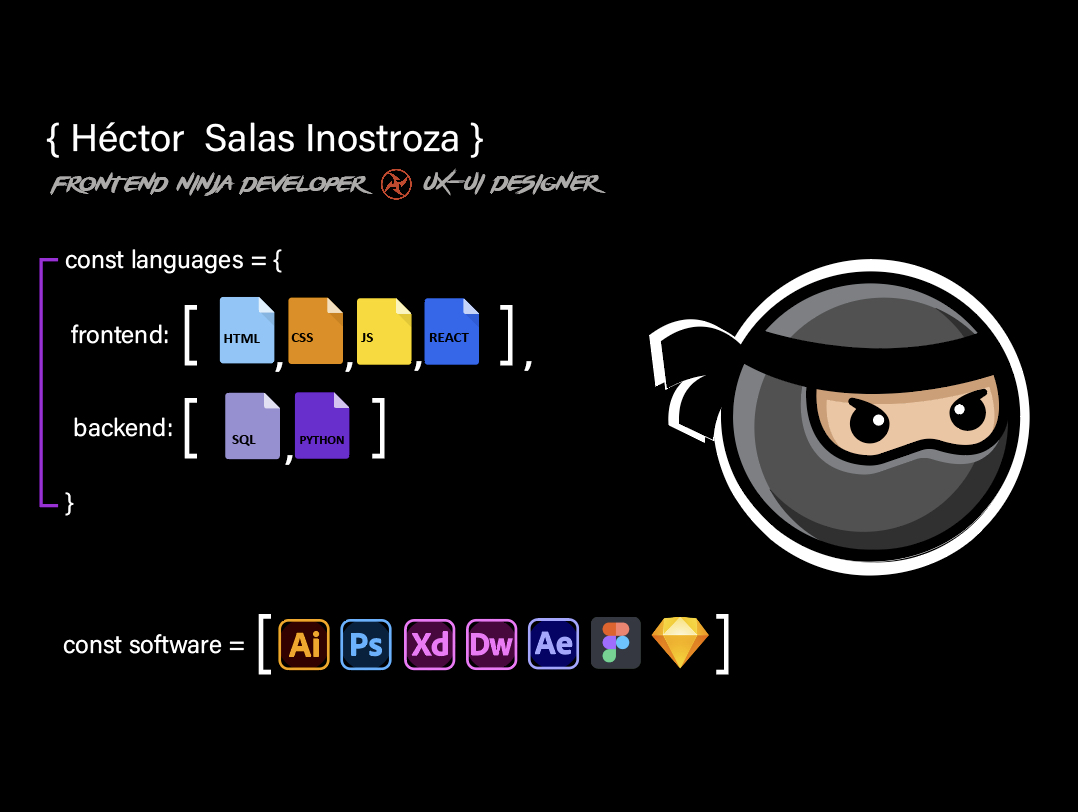 { Héctor Salas Inostroza }
FRONTEND NINJA DEVELOPER UX-UI DESIGNER
const languages = {
frontend: [ HTML , CSS , JS , REACT ] ,
backend: [ SQL , PYTHON ]
}
const software = [ Ai Ps Xd Dw Ae ]